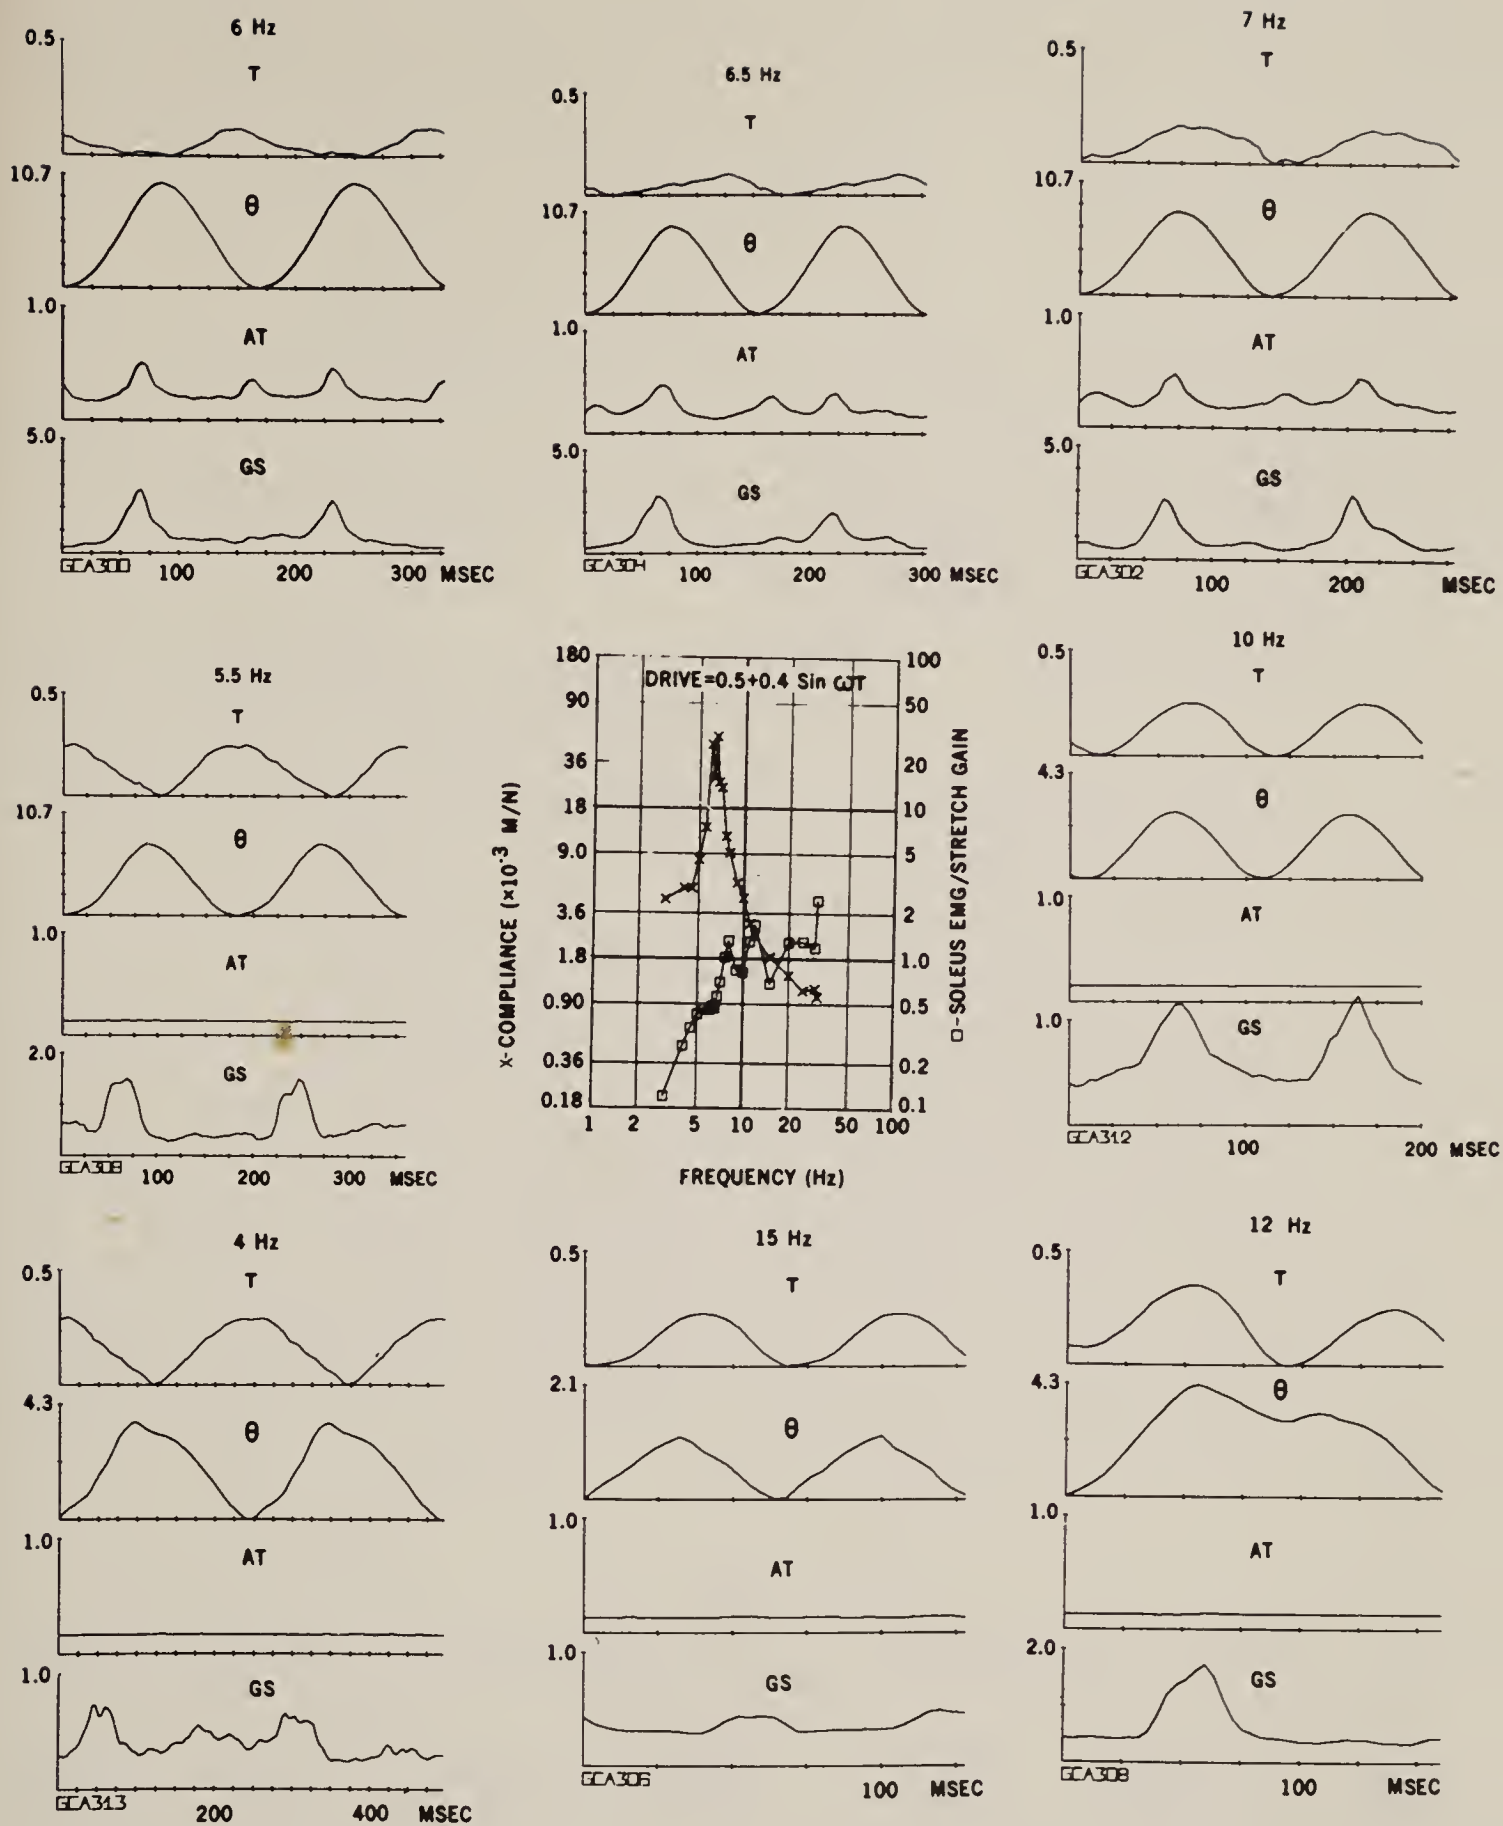 6 Hz
0.5
T
10.7
θ
1.0
AT
5.0
GS
GCA300
100 200 300 MSEC
6.5 Hz
0.5
T
10.7
θ
1.0
AT
5.0
GS
GCA304
100 200 300 MSEC
7 Hz
0.5
T
10.7
θ
1.0
AT
5.0
GS
GCA302
100 200 MSEC
5.5 Hz
0.5
T
10.7
θ
1.0
AT
2.0
GS
GCA308
100 200 300 MSEC
DRIVE=0.5+0.4 Sin ωT
X-COMPLIANCE (×10⁻³ M/N)
180
90
36
18
9.0
3.6
1.8
0.90
0.36
0.18
100
50
20
10
5
2
1.0
0.5
0.2
0.1
□-SOLEUS EMG/STRETCH GAIN
1 2 5 10 20 50 100
FREQUENCY (Hz)
10 Hz
0.5
T
4.3
θ
1.0
AT
1.0
GS
GCA312
100 200 MSEC
4 Hz
0.5
T
4.3
θ
1.0
AT
1.0
GS
GCA313
200 400 MSEC
15 Hz
0.5
T
2.1
θ
1.0
AT
1.0
GS
GCA306
100 MSEC
12 Hz
0.5
T
4.3
θ
1.0
AT
2.0
GS
GCA308
100 MSEC